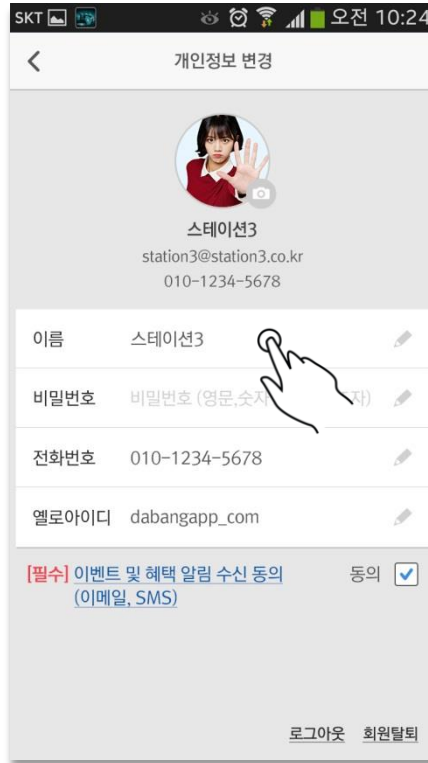 SKT 오전 10:24
개인정보 변경
스테이션3
station3@station3.co.kr
010-1234-5678
이름 스테이션3
비밀번호 비밀번호 (영문,숫자
전화번호 010-1234-5678
옐로아이디 dabangapp_com
[필수] 이벤트 및 혜택 알림 수신 동의 동의
(이메일, SMS)
로그아웃 회원탈퇴